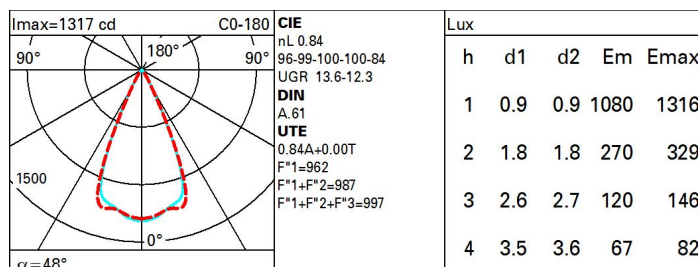 Imax=1317 cd C0-180
90° 180° 90°
1500
0°
α=48°
CIE
nL 0.84
96-99-100-100-84
UGR 13.6-12.3
DIN
A.61
UTE
0.84A+0.00T
F"1=962
F"1+F"2=987
F"1+F"2+F"3=997
Lux
h d1 d2 Em Emax
1 0.9 0.9 1080 1316
2 1.8 1.8 270 329
3 2.6 2.7 120 146
4 3.5 3.6 67 82